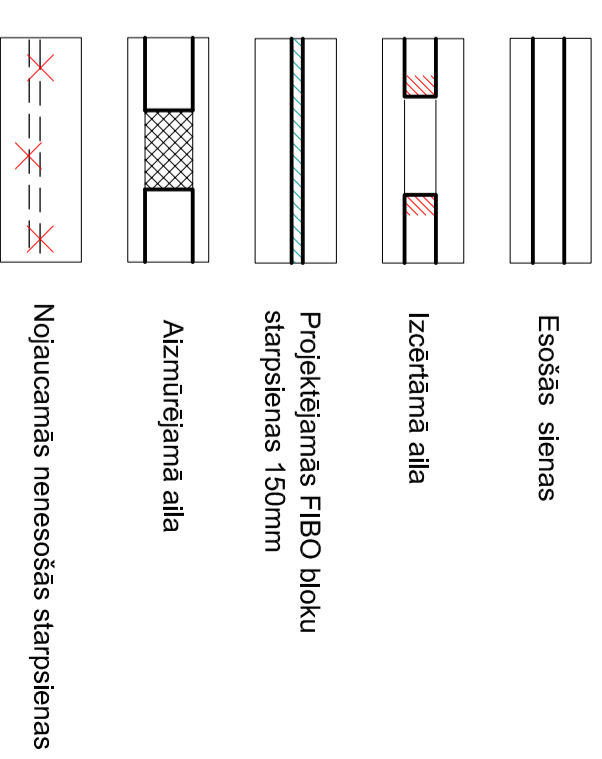 Esošās sienas
Izcērtāmā aila
Projektējamās FIBO bloku
starpsienas 150mm
Aizmūrējamā aila
Nojaucamās nenesošās starpsienas